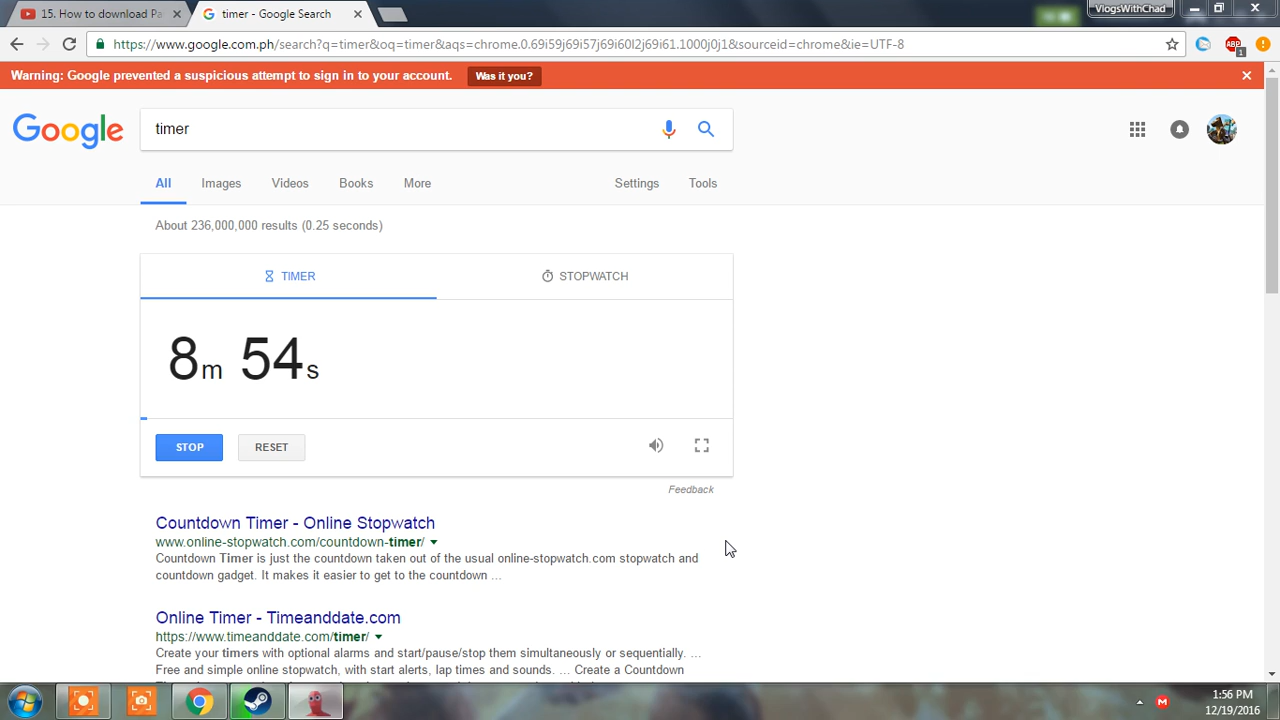 15. How to download Pa
timer - Google Search
VlogsWithChad
https://www.google.com.ph/search?q=timer&oq=timer&aqs=chrome.0.69i59j69i57j69i60l2j69i61.1000j0j1&sourceid=chrome&ie=UTF-8
ABP
1
Warning: Google prevented a suspicious attempt to sign in to your account. Was it you?
Google
timer
All Images Videos Books More Settings Tools
About 236,000,000 results (0.25 seconds)
TIMER STOPWATCH
8m 54s
STOP RESET
Feedback
Countdown Timer - Online Stopwatch
www.online-stopwatch.com/countdown-timer/
Countdown Timer is just the countdown taken out of the usual online-stopwatch.com stopwatch and
countdown gadget. It makes it easier to get to the countdown ...
Online Timer - Timeanddate.com
https://www.timeanddate.com/timer/
Create your timers with optional alarms and start/pause/stop them simultaneously or sequentially. ...
Free and simple online stopwatch, with start alerts, lap times and sounds. ... Create a Countdown
1:56 PM
12/19/2016